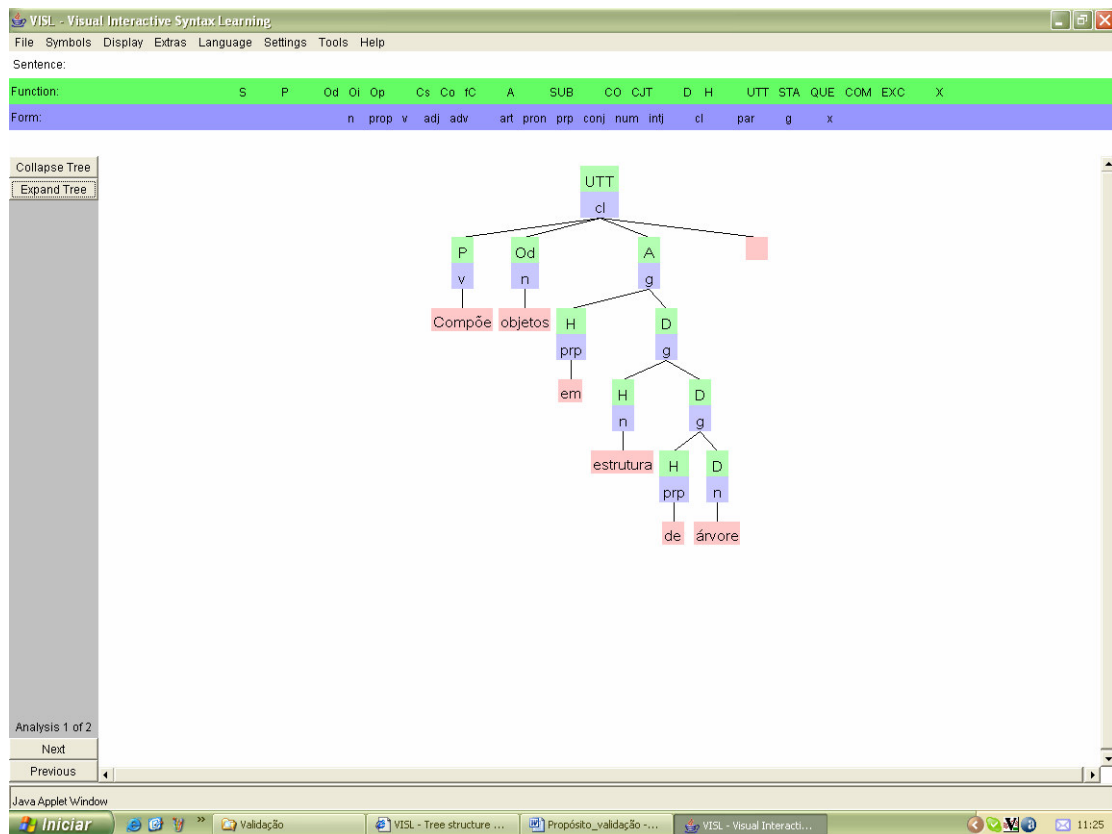 VISL - Visual Interactive Syntax Learning
File Symbols Display Extras Language Settings Tools Help
Sentence:
Function: S P Od Oi Op Cs Co fC A SUB CO CJT D H UTT STA QUE COM EXC X
Form: n prop v adj adv art pron prp conj num intj cl par g x
Collapse Tree
Expand Tree
UTT
cl
P Od A
v n g
Compõe objetos H D
prp g
em H D
n g
estrutura H D
prp n
de árvore
Analysis 1 of 2
Next
Previous
Java Applet Window
Iniciar » Validação VISL - Tree structure ... Propósito_validação -... VISL - Visual Interacti... 11:25